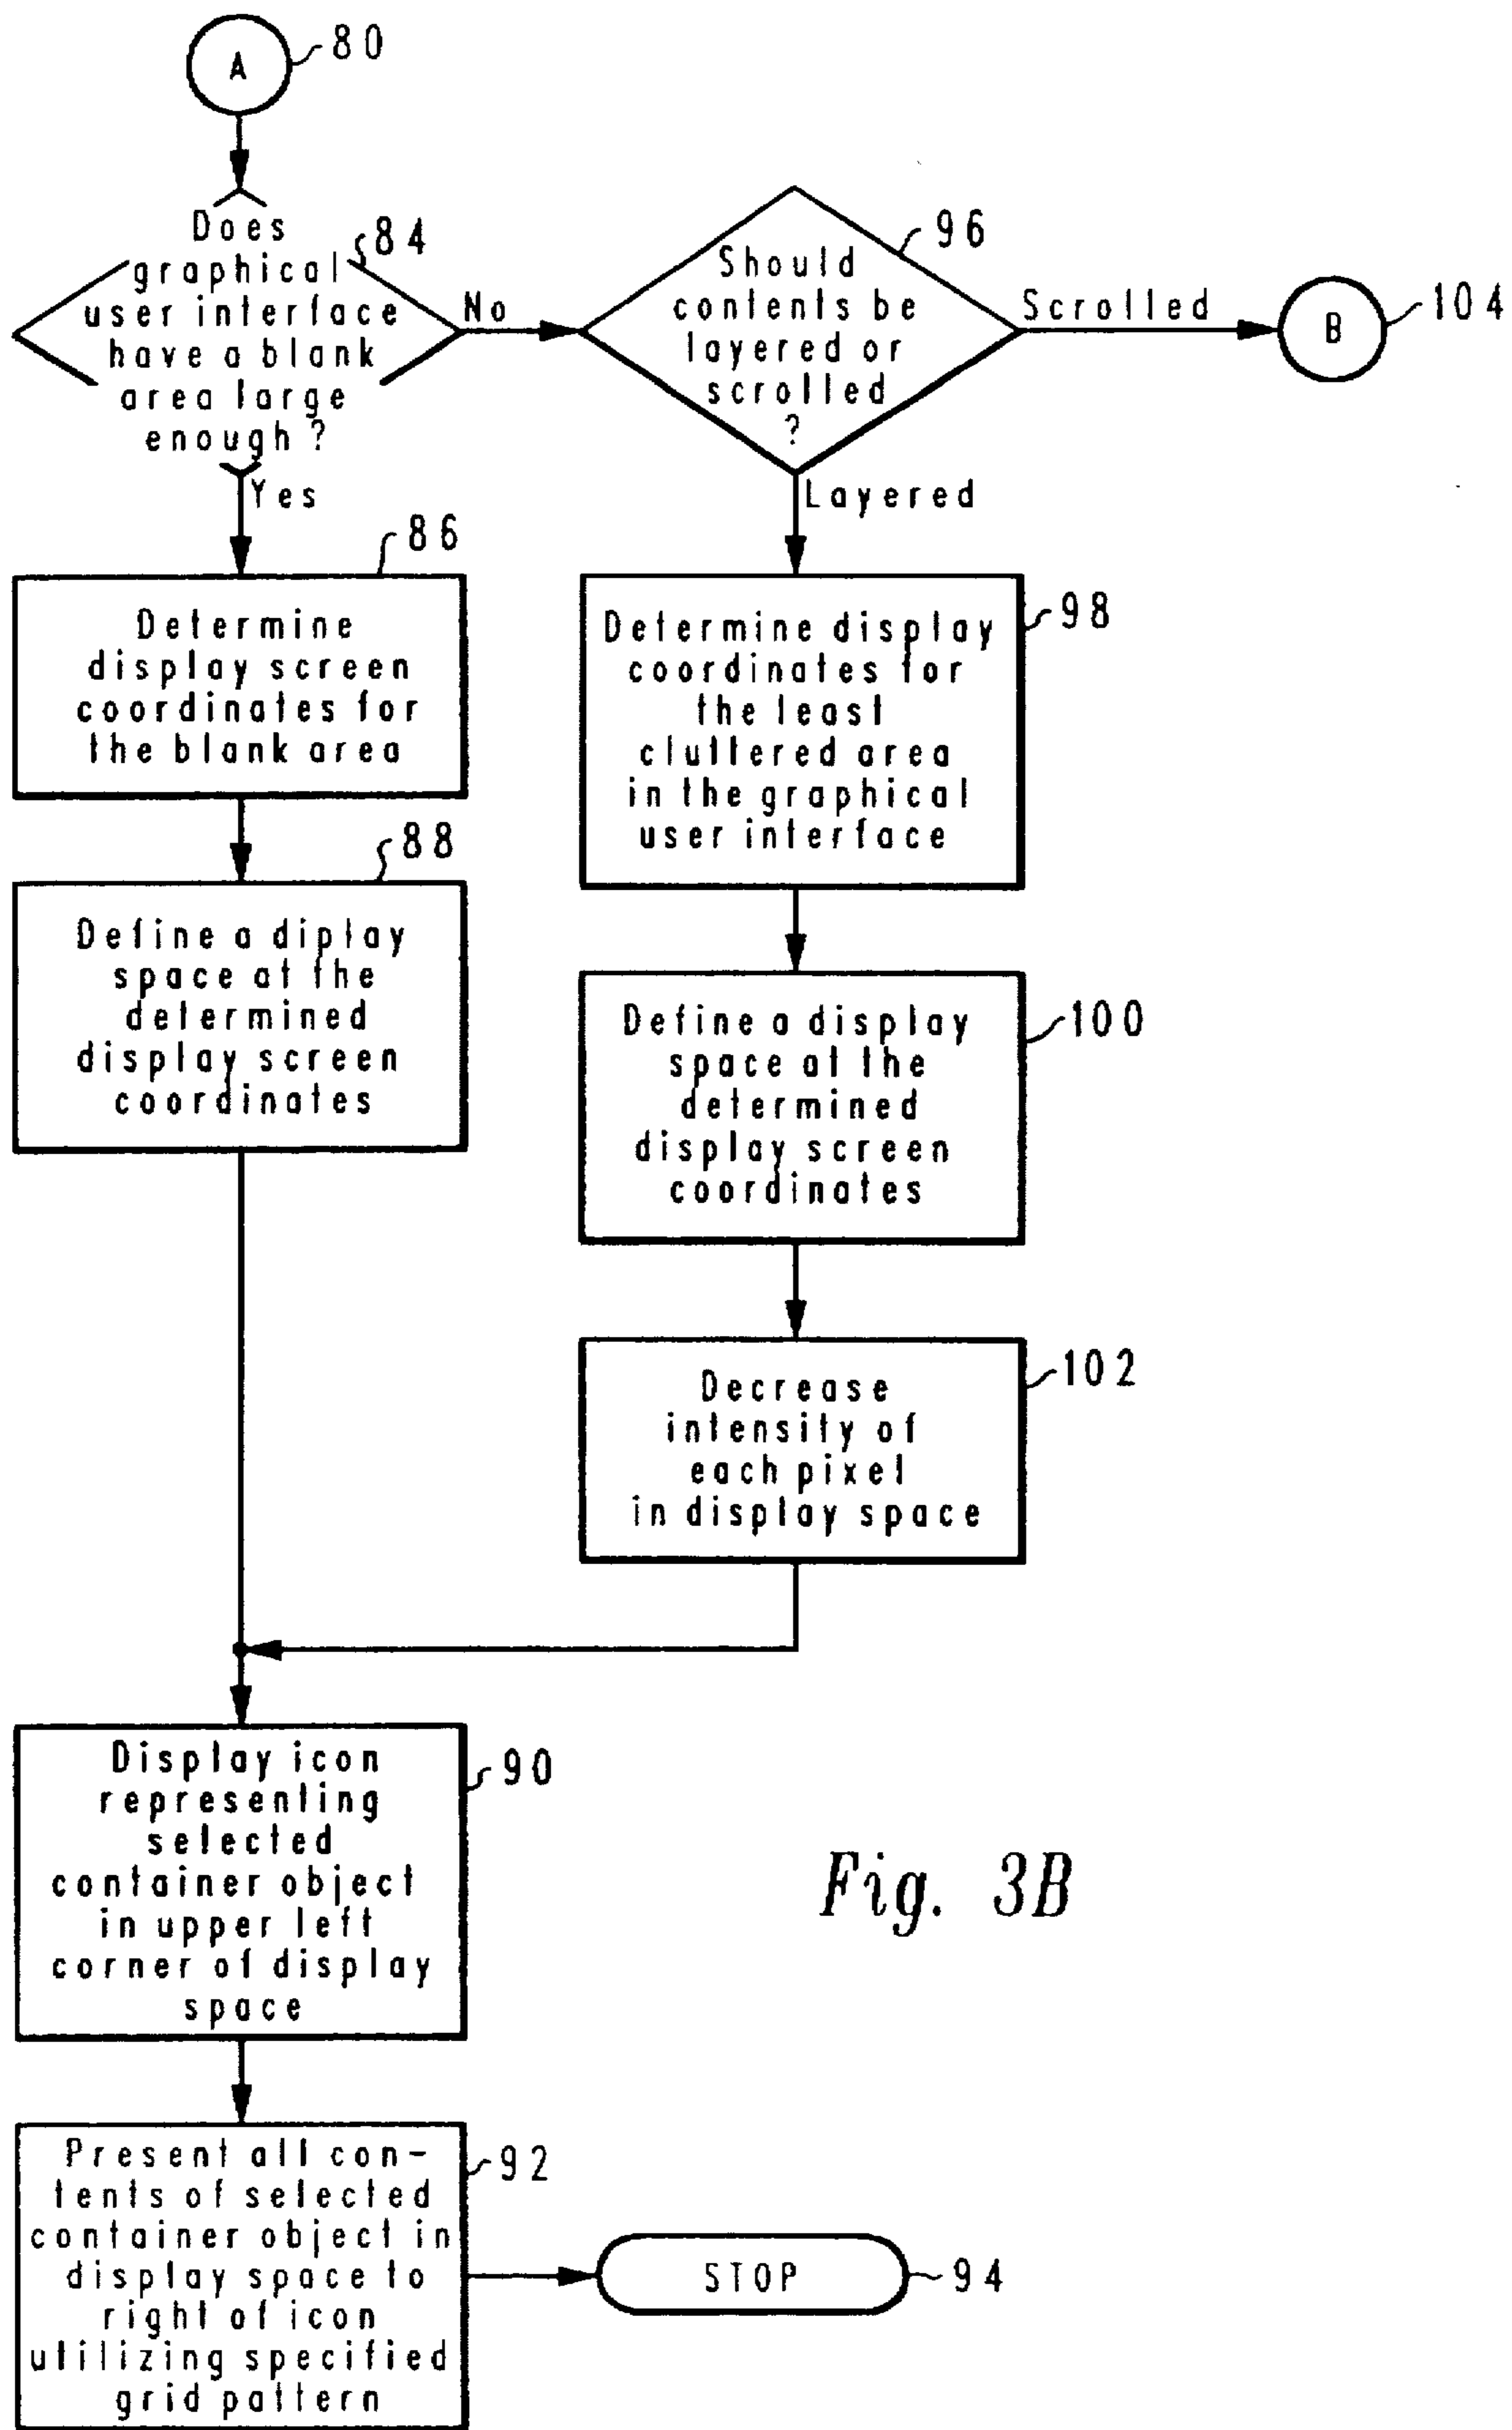 A
80
Does
graphical
user interface
have a blank
area large
enough?
84
No
Yes
Should
contents be
layered or
scrolled
?
96
Scrolled
B
104
Layered
86
Determine
display screen
coordinates for
the blank area
98
Determine display
coordinates for
the least
cluttered area
in the graphical
user interface
88
Define a diplay
space at the
determined
display screen
coordinates
100
Define a display
space at the
determined
display screen
coordinates
102
Decrease
intensity of
each pixel
in display space
90
Display icon
representing
selected
container object
in upper left
corner of display
space
Fig. 3B
92
Present all con-
tents of selected
container object in
display space to
right of icon
utilizing specified
grid pattern
STOP
94